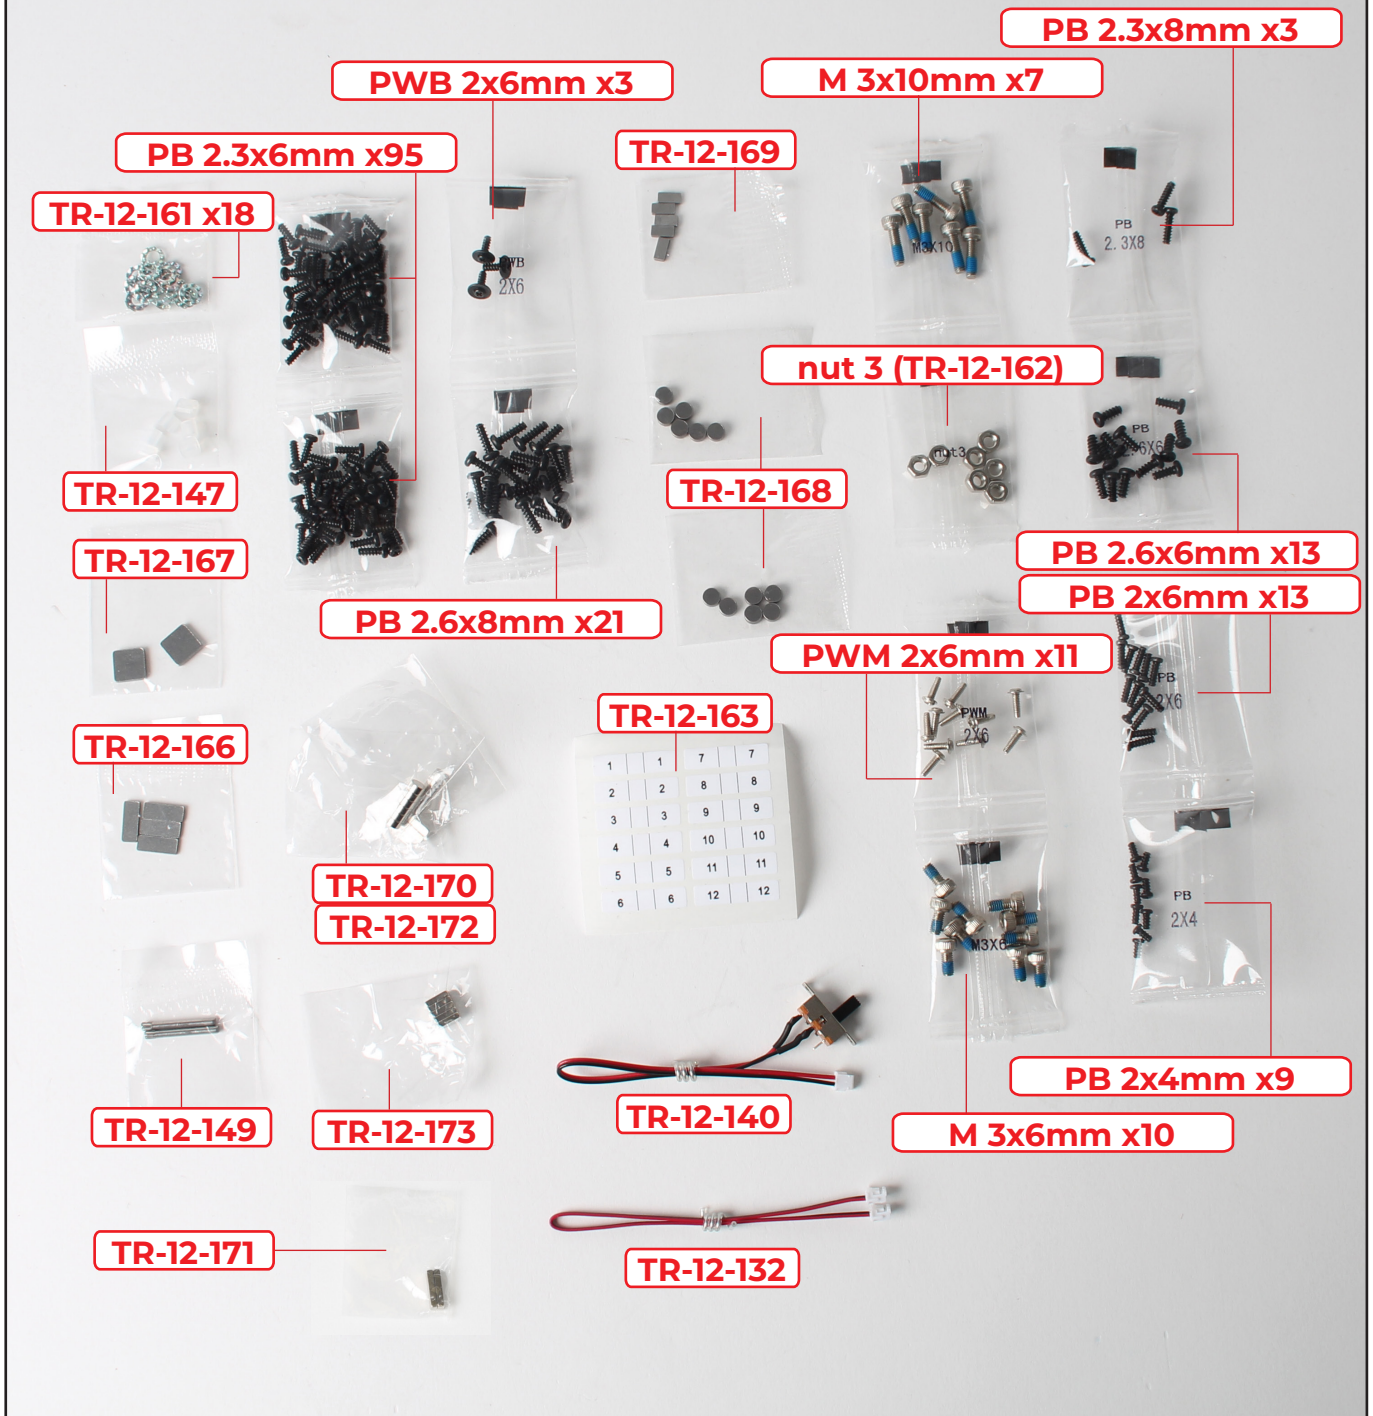 PB 2.3x8mm x3
PWB 2x6mm x3
M 3x10mm x7
PB 2.3x6mm x95
TR-12-169
TR-12-161 x18
PB
2.3X8
M3X10
PWB
2X6
nut 3 (TR-12-162)
PB
2.6X6
nut3
TR-12-147
TR-12-168
TR-12-167
PB 2.6x6mm x13
PB 2x6mm x13
PB 2.6x8mm x21
PWM 2x6mm x11
PB
2X6
TR-12-163
PWM
2X6
TR-12-166
1 1 7 7
2 2 8 8
3 3 9 9
4 4 10 10
5 5 11 11
6 6 12 12
TR-12-170
TR-12-172
PB
2X4
M3X6
PB 2x4mm x9
TR-12-149
TR-12-173
TR-12-140
M 3x6mm x10
TR-12-171
TR-12-132